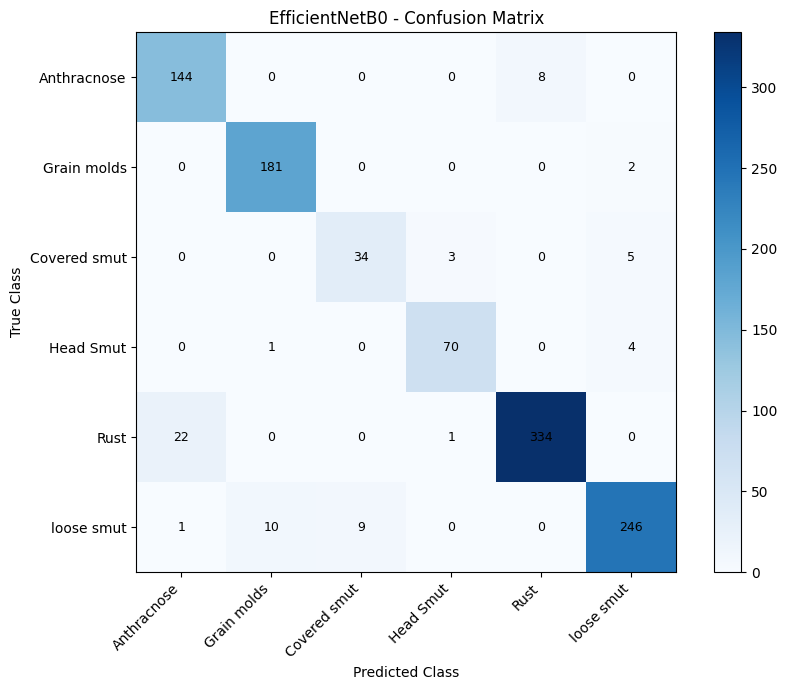 EfficientNetB0 - Confusion Matrix
True Class
Anthracnose 144 0 0 0 8 0
Grain molds 0 181 0 0 0 2
Covered smut 0 0 34 3 0 5
Head Smut 0 1 0 70 0 4
Rust 22 0 0 1 334 0
loose smut 1 10 9 0 0 246
Anthracnose
Grain molds
Covered smut
Head Smut
Rust
loose smut
Predicted Class
300
250
200
150
100
50
0